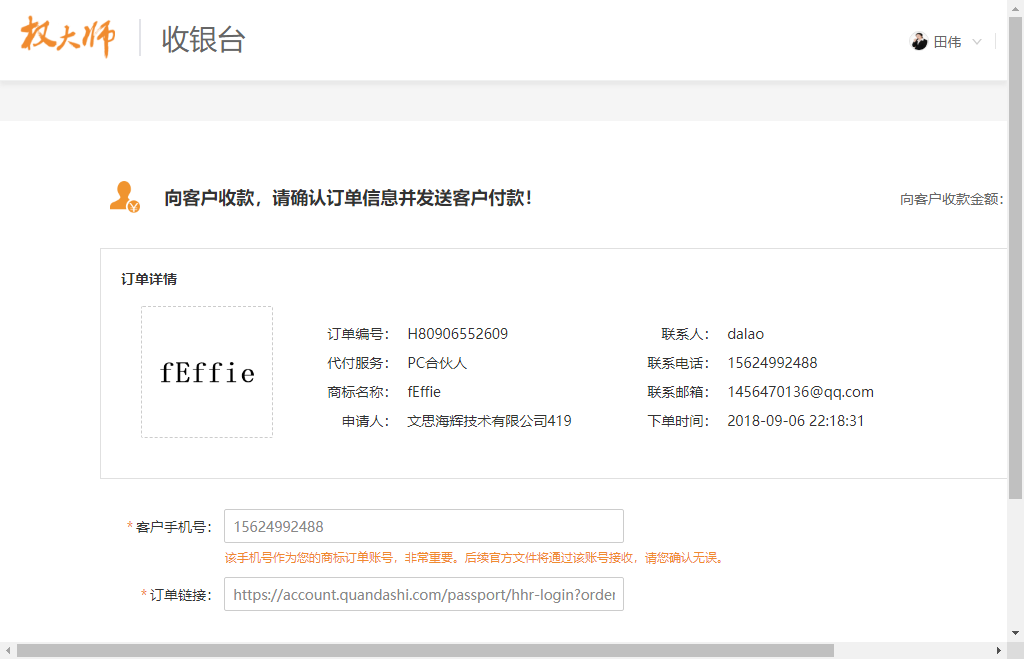 权大师 收银台 田伟
向客户收款，请确认订单信息并发送客户付款！ 向客户收款金额：
订单详情
fEffie
订单编号： H80906552609 联系人： dalao
代付服务： PC合伙人 联系电话： 15624992488
商标名称： fEffie 联系邮箱： 1456470136@qq.com
申请人： 文思海辉技术有限公司419 下单时间： 2018-09-06 22:18:31
*客户手机号： 15624992488
该手机号作为您的商标订单账号，非常重要。后续官方文件将通过该账号接收，请您确认无误。
*订单链接： https://account.quandashi.com/passport/hhr-login?order